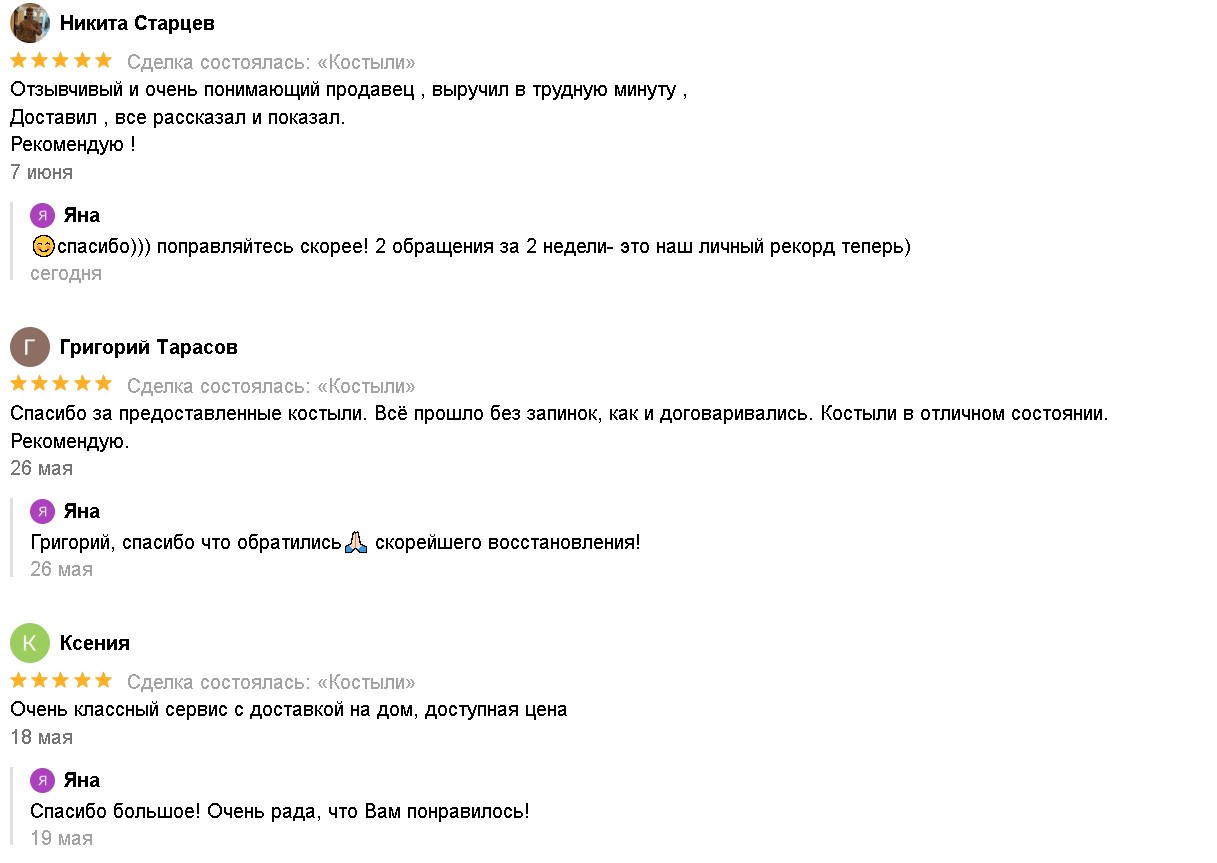 Никита Старцев
Сделка состоялась: «Костыли»
Отзывчивый и очень понимающий продавец , выручил в трудную минуту ,
Доставил , все рассказал и показал.
Рекомендую !
7 июня
Я Яна
😊спасибо))) поправляйтесь скорее! 2 обращения за 2 недели- это наш личный рекорд теперь)
сегодня
Г Григорий Тарасов
Сделка состоялась: «Костыли»
Спасибо за предоставленные костыли. Всё прошло без запинок, как и договаривались. Костыли в отличном состоянии.
Рекомендую.
26 мая
Я Яна
Григорий, спасибо что обратились🙏🏻 скорейшего восстановления!
26 мая
К Ксения
Сделка состоялась: «Костыли»
Очень классный сервис с доставкой на дом, доступная цена
18 мая
Я Яна
Спасибо большое! Очень рада, что Вам понравилось!
19 мая